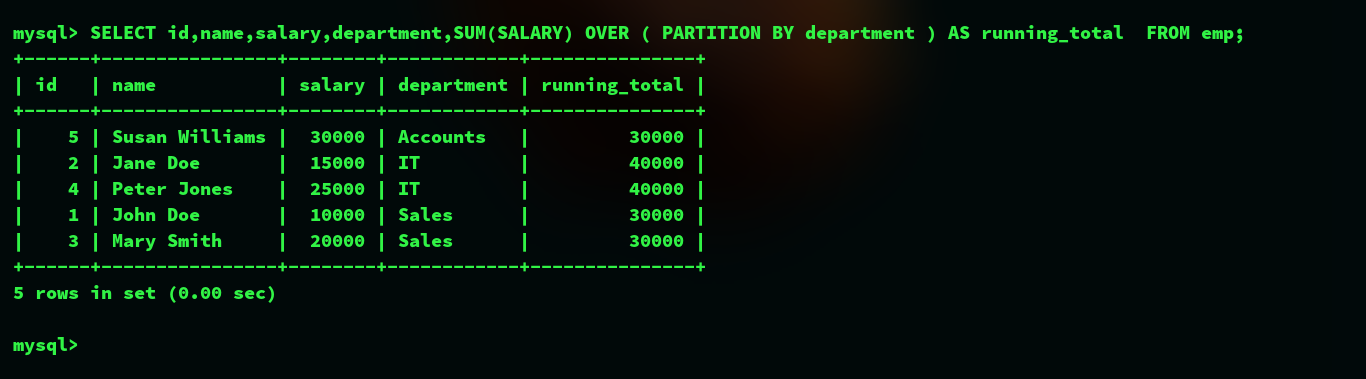 mysql> SELECT id,name,salary,department,SUM(SALARY) OVER ( PARTITION BY department ) AS running_total  FROM emp;
+------+----------------+--------+------------+---------------+
| id   | name           | salary | department | running_total |
+------+----------------+--------+------------+---------------+
|    5 | Susan Williams |  30000 | Accounts   |         30000 |
|    2 | Jane Doe       |  15000 | IT         |         40000 |
|    4 | Peter Jones    |  25000 | IT         |         40000 |
|    1 | John Doe       |  10000 | Sales      |         30000 |
|    3 | Mary Smith     |  20000 | Sales      |         30000 |
+------+----------------+--------+------------+---------------+
5 rows in set (0.00 sec)
mysql>